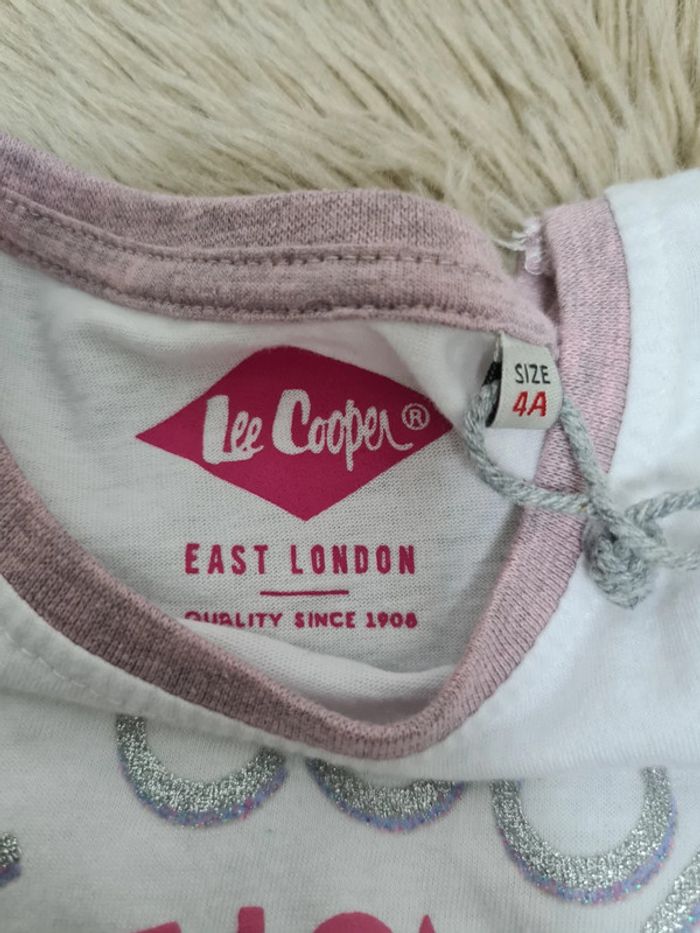 Lee Cooper®
SIZE
4A
EAST LONDON
QUALITY SINCE 1908